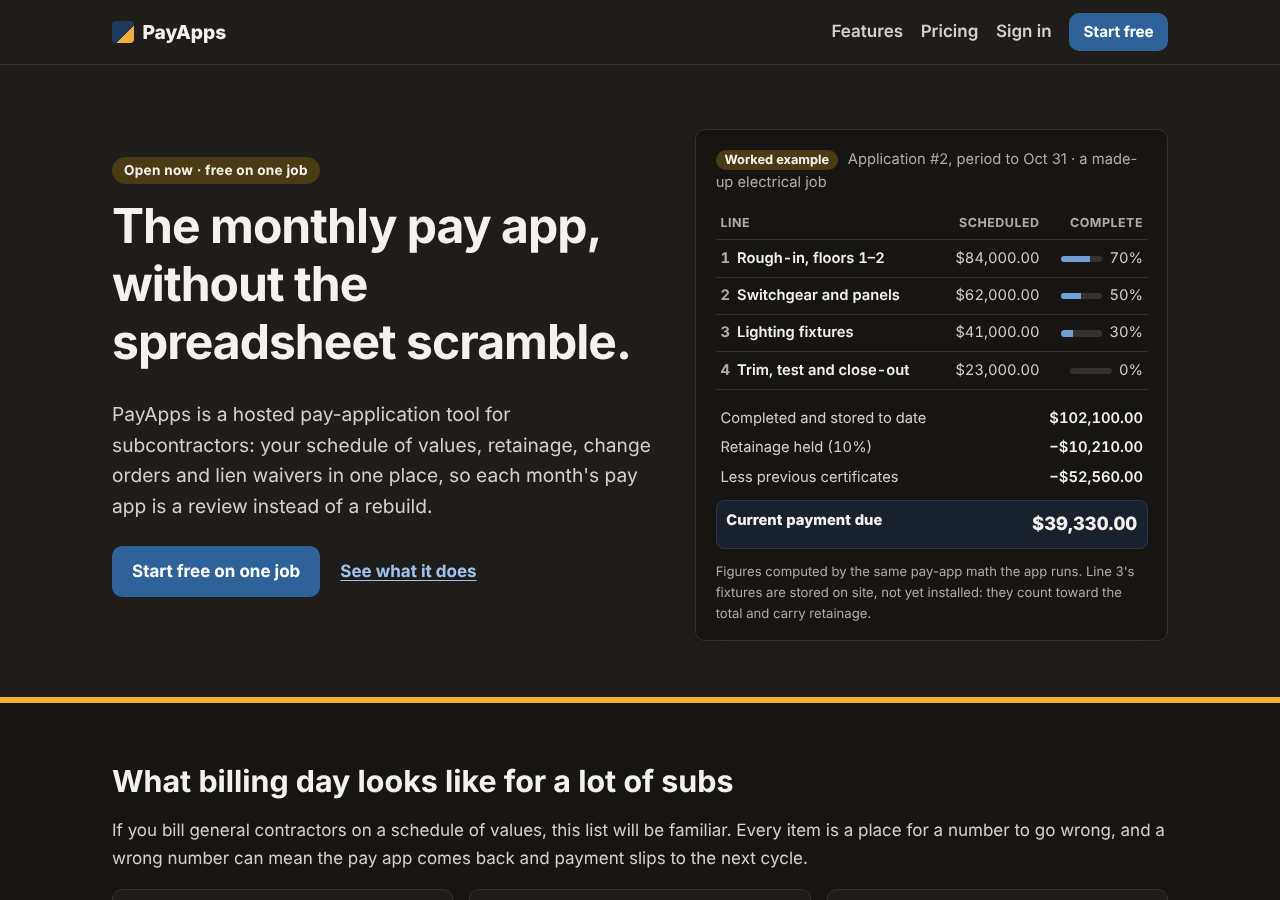 PayApps
Features Pricing Sign in Start free
Open now · free on one job
The monthly pay app,
without the
spreadsheet scramble.
PayApps is a hosted pay-application tool for
subcontractors: your schedule of values, retainage, change
orders and lien waivers in one place, so each month's pay
app is a review instead of a rebuild.
Start free on one job See what it does
Worked example Application #2, period to Oct 31 · a made-
up electrical job
LINE SCHEDULED COMPLETE
1 Rough-in, floors 1–2 $84,000.00 70%
2 Switchgear and panels $62,000.00 50%
3 Lighting fixtures $41,000.00 30%
4 Trim, test and close-out $23,000.00 0%
Completed and stored to date $102,100.00
Retainage held (10%) −$10,210.00
Less previous certificates −$52,560.00
Current payment due $39,330.00
Figures computed by the same pay-app math the app runs. Line 3's
fixtures are stored on site, not yet installed: they count toward the
total and carry retainage.
What billing day looks like for a lot of subs
If you bill general contractors on a schedule of values, this list will be familiar. Every item is a place for a number to go wrong, and a
wrong number can mean the pay app comes back and payment slips to the next cycle.